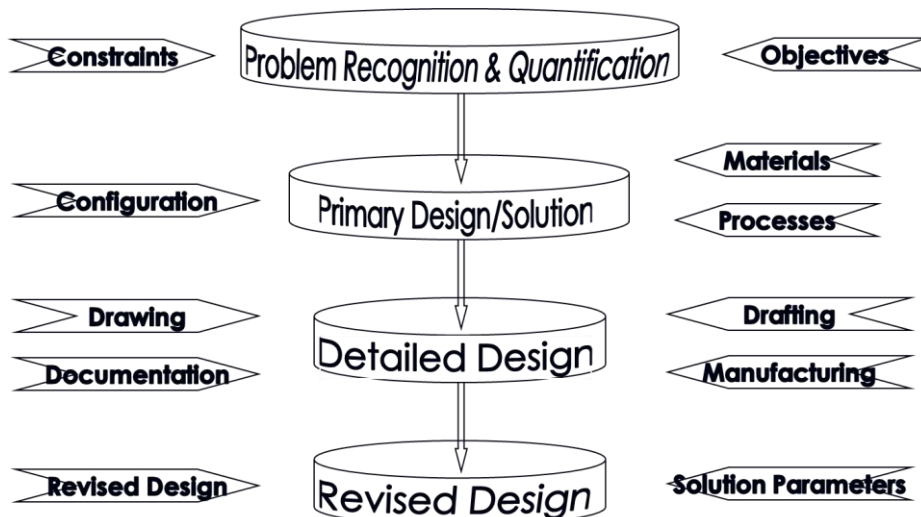 Constraints
Problem Recognition & Quantification
Objectives
Materials
Configuration
Primary Design/Solution
Processes
Drawing
Drafting
Detailed Design
Documentation
Manufacturing
Revised Design
Revised Design
Solution Parameters